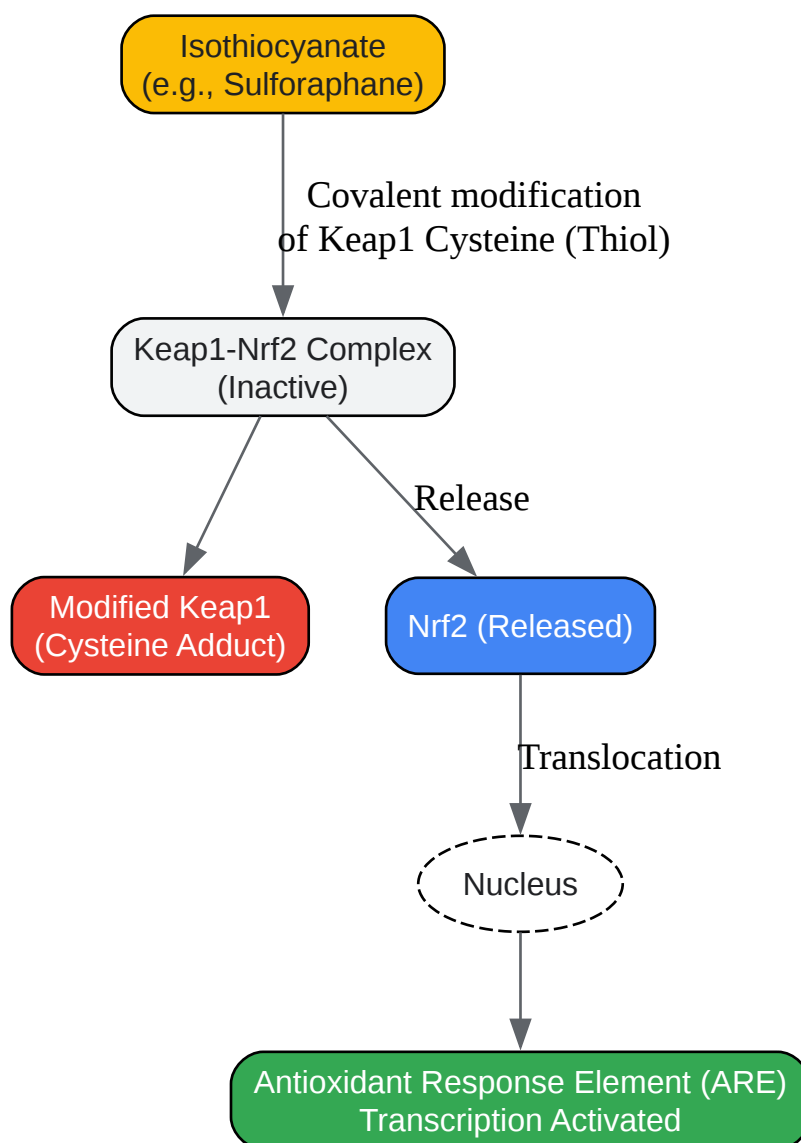 Isothiocyanate
(e.g., Sulforaphane)
Covalent modification
of Keap1 Cysteine (Thiol)
Keap1-Nrf2 Complex
(Inactive)
Release
Modified Keap1
(Cysteine Adduct)
Nrf2 (Released)
Translocation
Nucleus
Antioxidant Response Element (ARE)
Transcription Activated